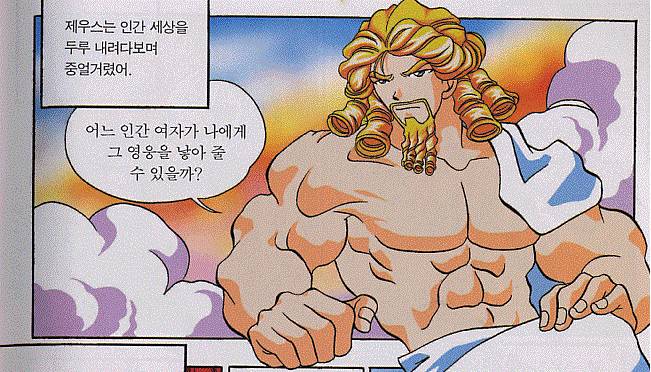 제우스는 인간 세상을
두루 내려다보며
중얼거렸어.
어느 인간 여자가 나에게
그 영웅을 낳아 줄
수 있을까?